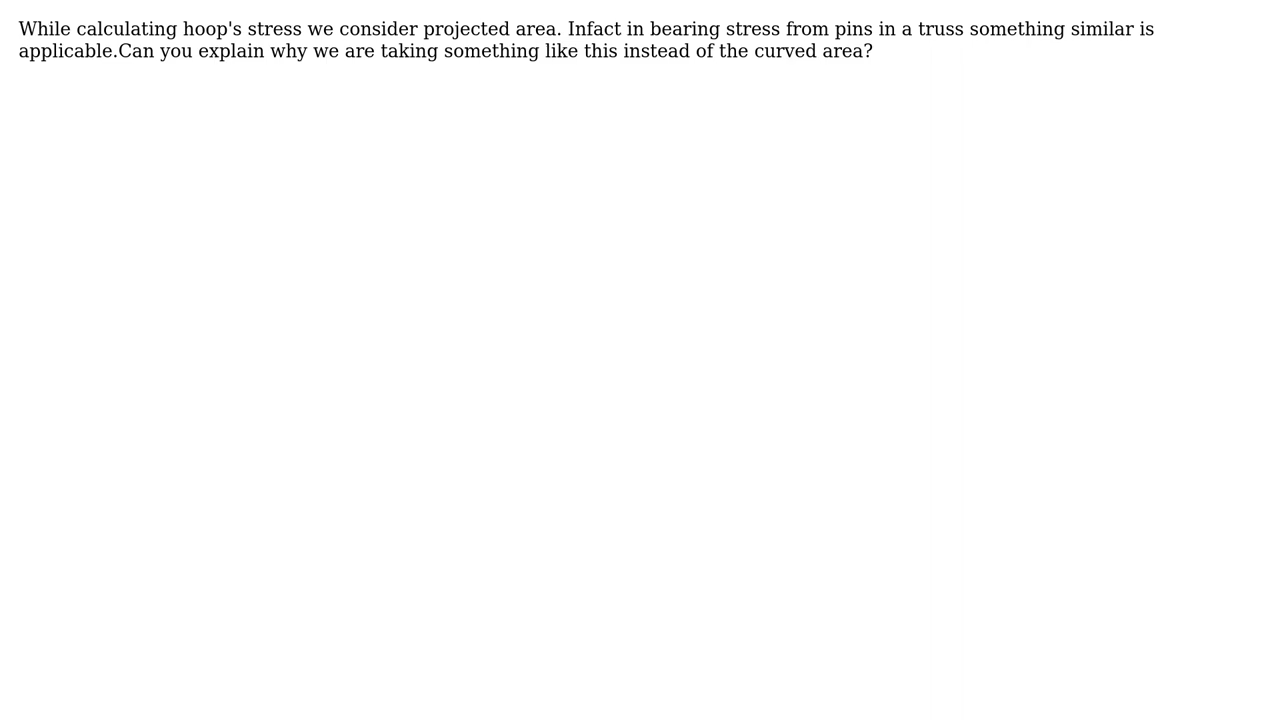 While calculating hoop's stress we consider projected area. Infact in bearing stress from pins in a truss something similar is
applicable.Can you explain why we are taking something like this instead of the curved area?